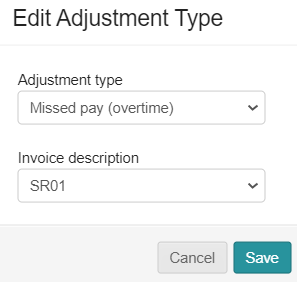 Edit Adjustment Type
Adjustment type
Missed pay (overtime)
Invoice description
SR01
Cancel Save